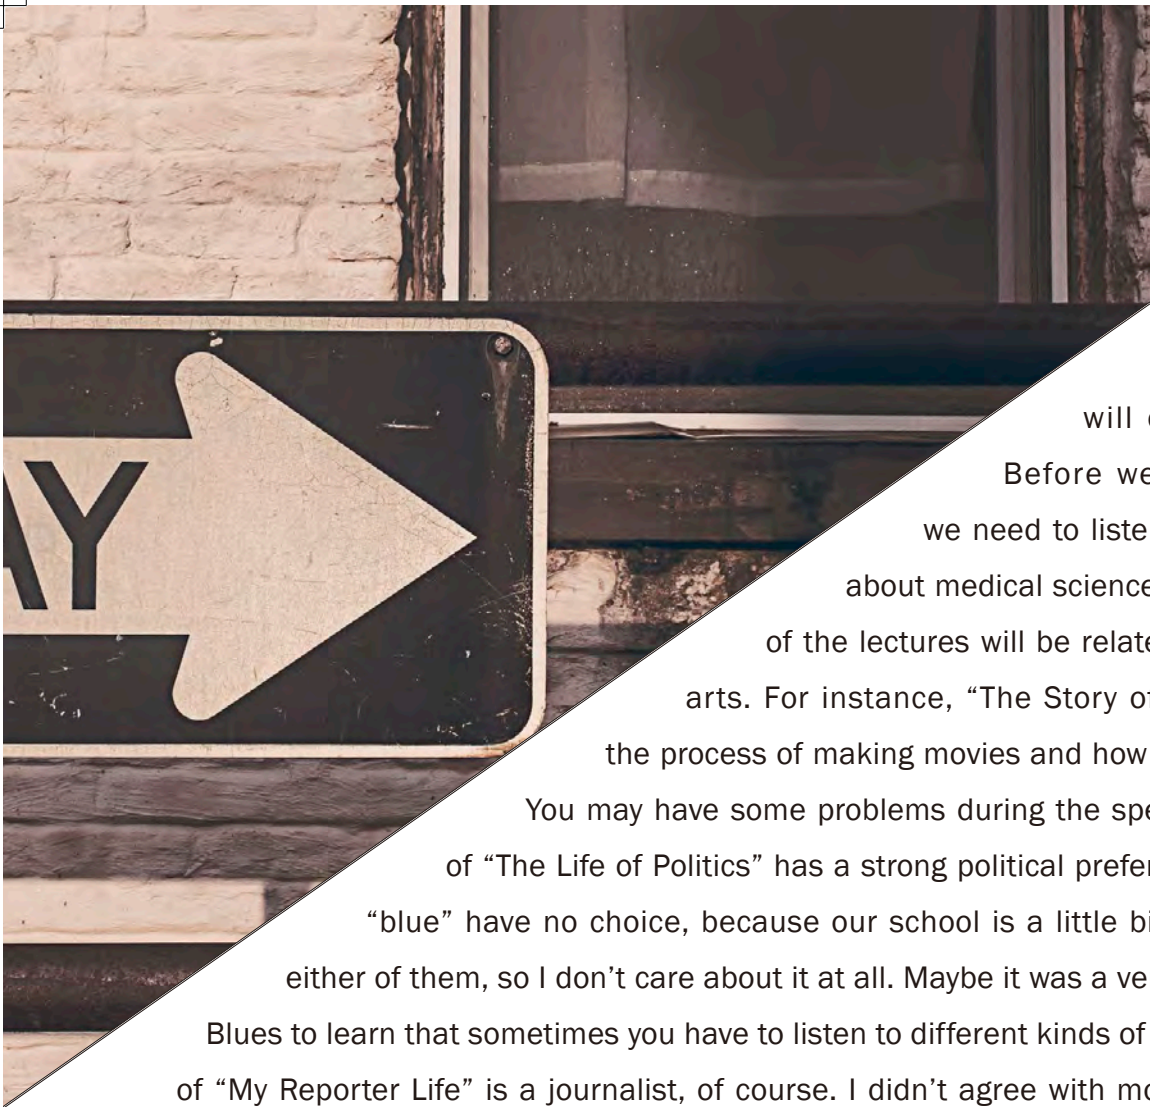 AY
will
Before we
we need to liste
about medical science
of the lectures will be relate
arts. For instance, “The Story of
the process of making movies and how
You may have some problems during the spe
of “The Life of Politics” has a strong political prefer
“blue” have no choice, because our school is a little bi
either of them, so I don’t care about it at all. Maybe it was a ve
Blues to learn that sometimes you have to listen to different kinds of
of “My Reporter Life” is a journalist, of course. I didn’t agree with mo